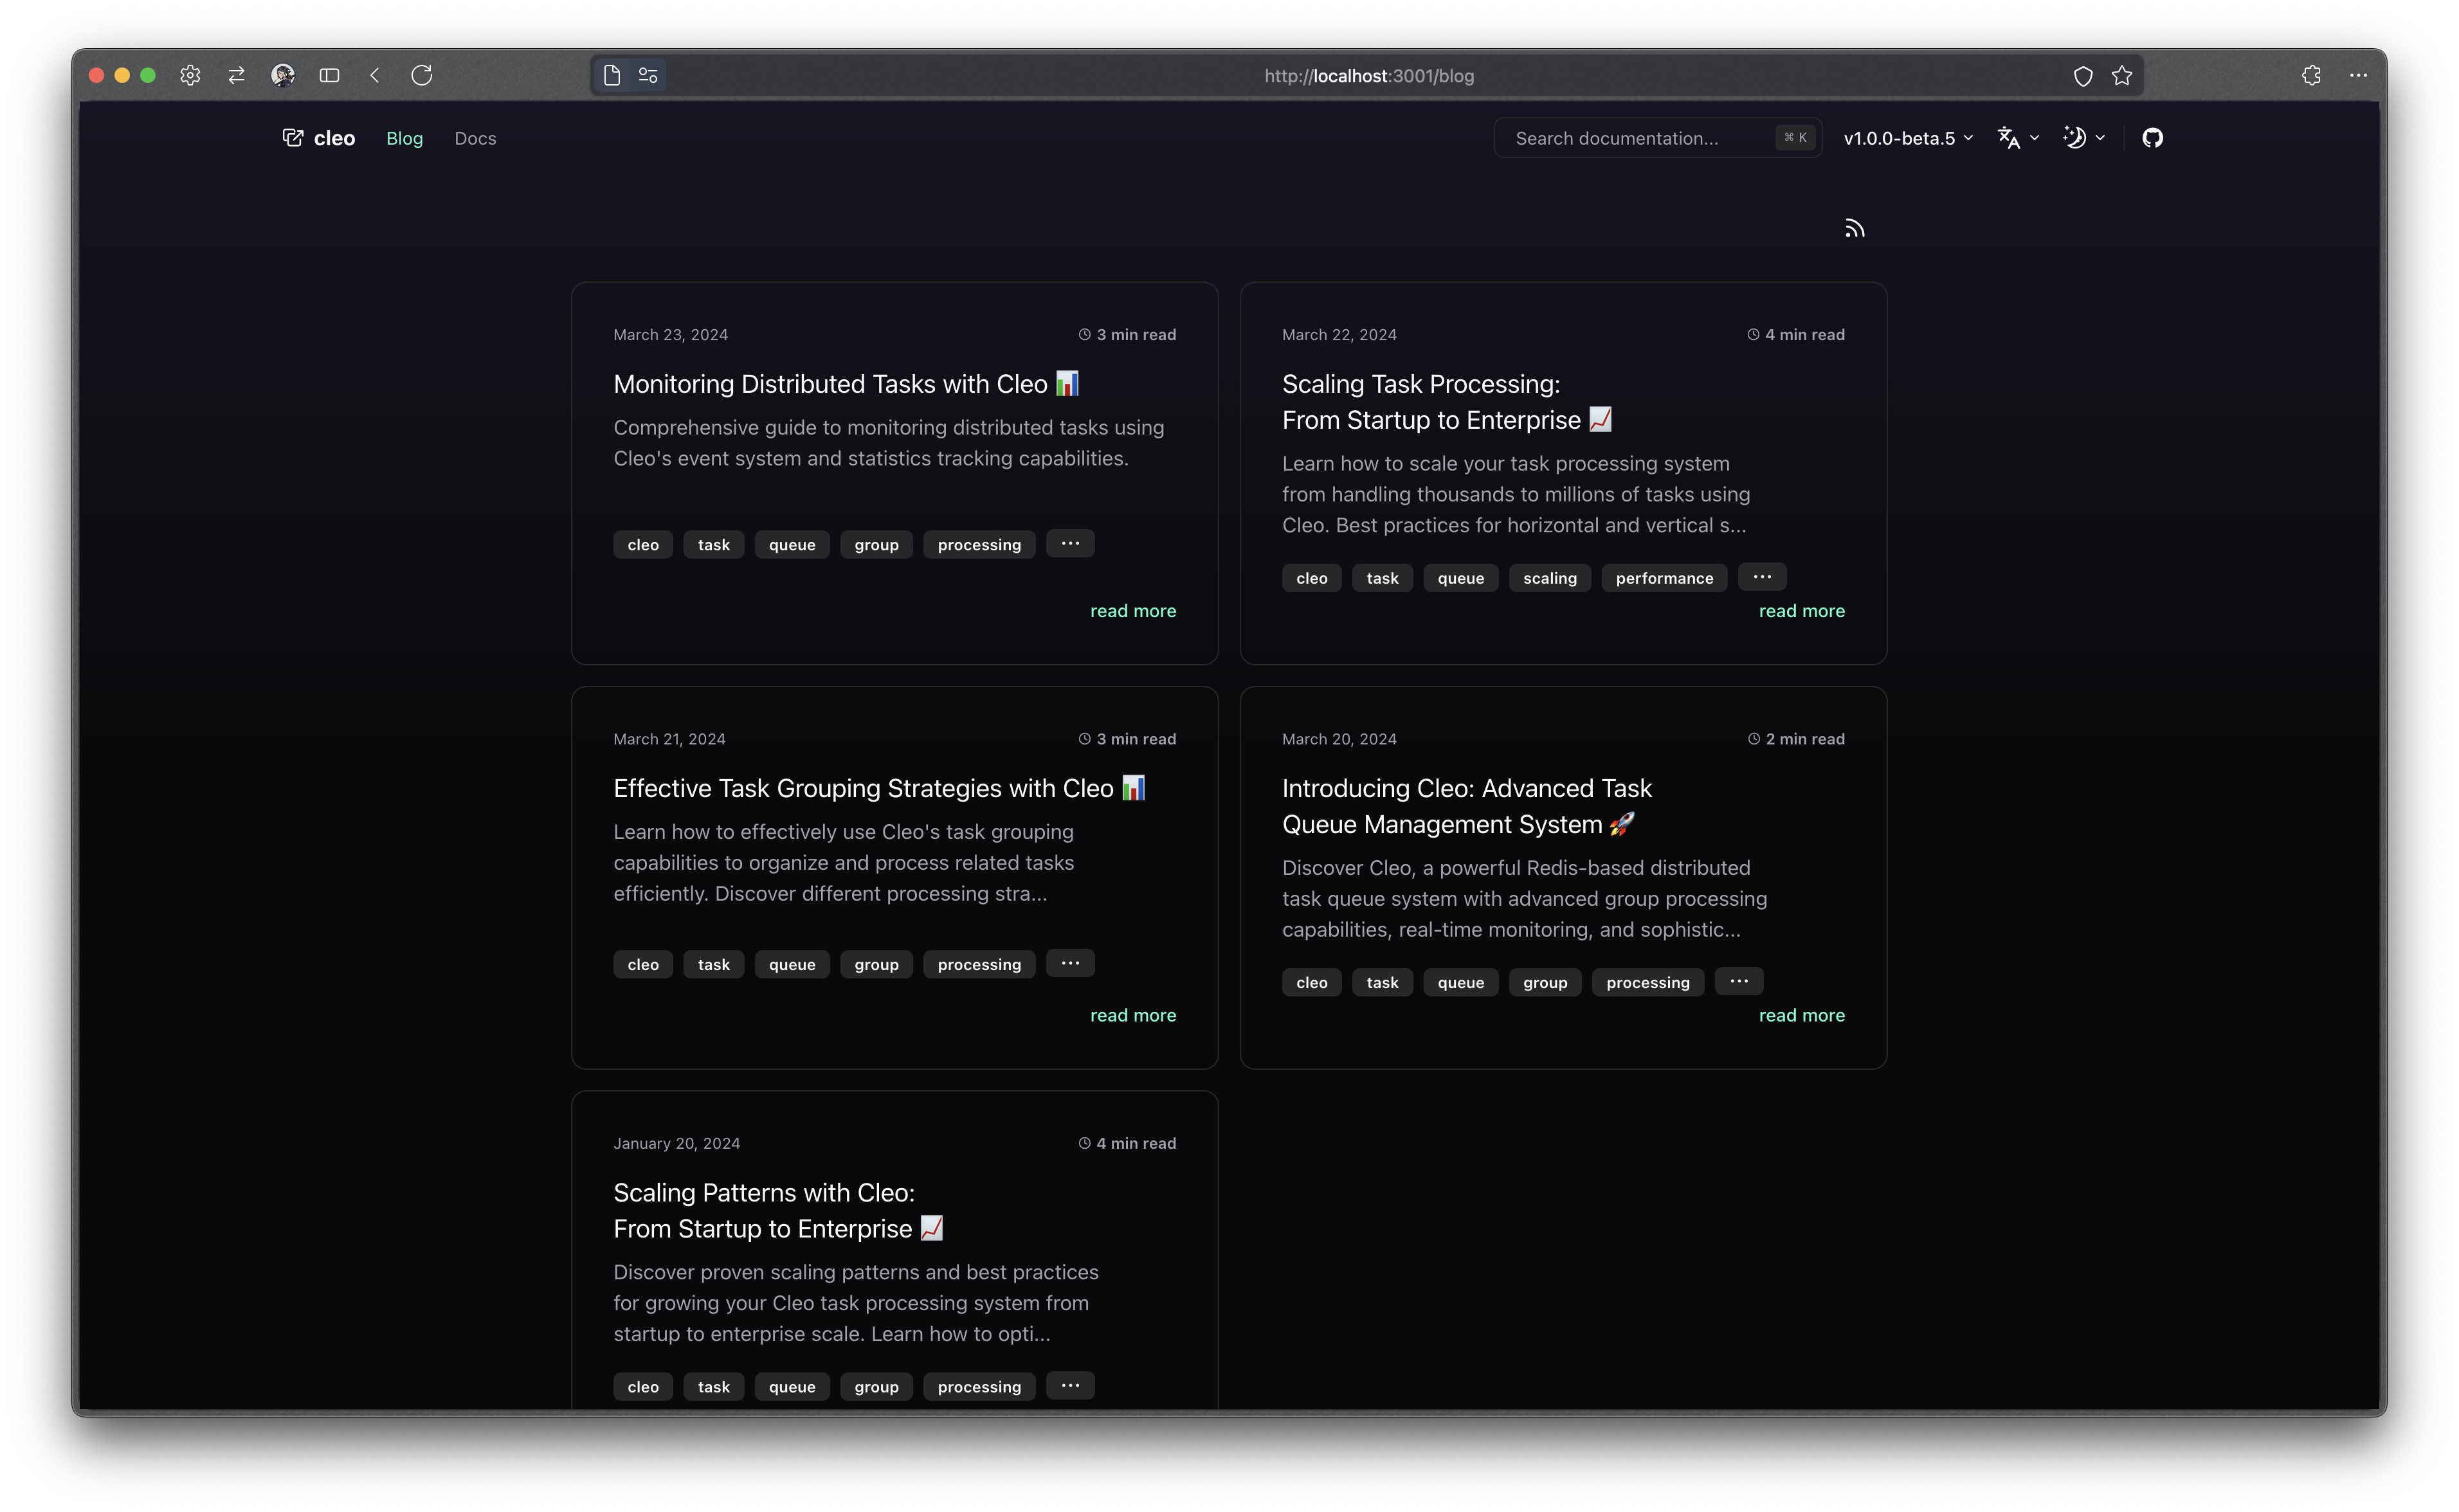 http://localhost:3001/blog
cleo Blog Docs Search documentation... ⌘ K v1.0.0-beta.5
March 23, 2024 3 min read
Monitoring Distributed Tasks with Cleo 📊
Comprehensive guide to monitoring distributed tasks using
Cleo's event system and statistics tracking capabilities.
cleo task queue group processing ...
read more
March 22, 2024 4 min read
Scaling Task Processing:
From Startup to Enterprise 📈
Learn how to scale your task processing system
from handling thousands to millions of tasks using
Cleo. Best practices for horizontal and vertical s...
cleo task queue scaling performance ...
read more
March 21, 2024 3 min read
Effective Task Grouping Strategies with Cleo 📊
Learn how to effectively use Cleo's task grouping
capabilities to organize and process related tasks
efficiently. Discover different processing stra...
cleo task queue group processing ...
read more
March 20, 2024 2 min read
Introducing Cleo: Advanced Task
Queue Management System 🚀
Discover Cleo, a powerful Redis-based distributed
task queue system with advanced group processing
capabilities, real-time monitoring, and sophistic...
cleo task queue group processing ...
read more
January 20, 2024 4 min read
Scaling Patterns with Cleo:
From Startup to Enterprise 📈
Discover proven scaling patterns and best practices
for growing your Cleo task processing system from
startup to enterprise scale. Learn how to opti...
cleo task queue group processing ...